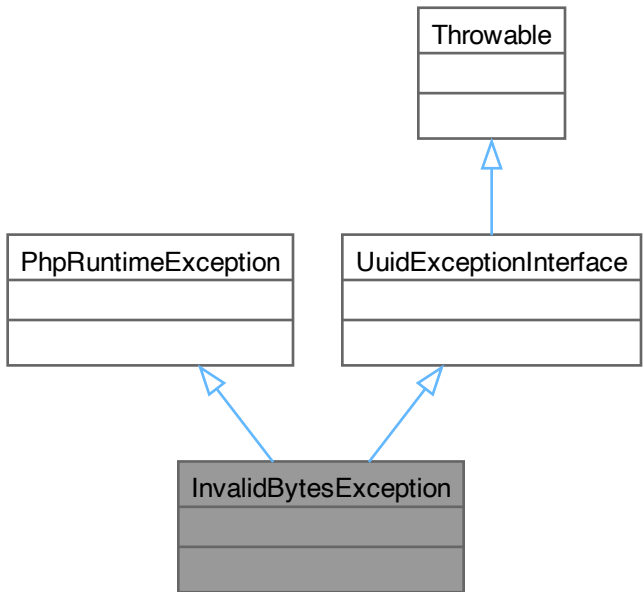 Throwable
PhpRuntimeException
UuidExceptionInterface
InvalidBytesException